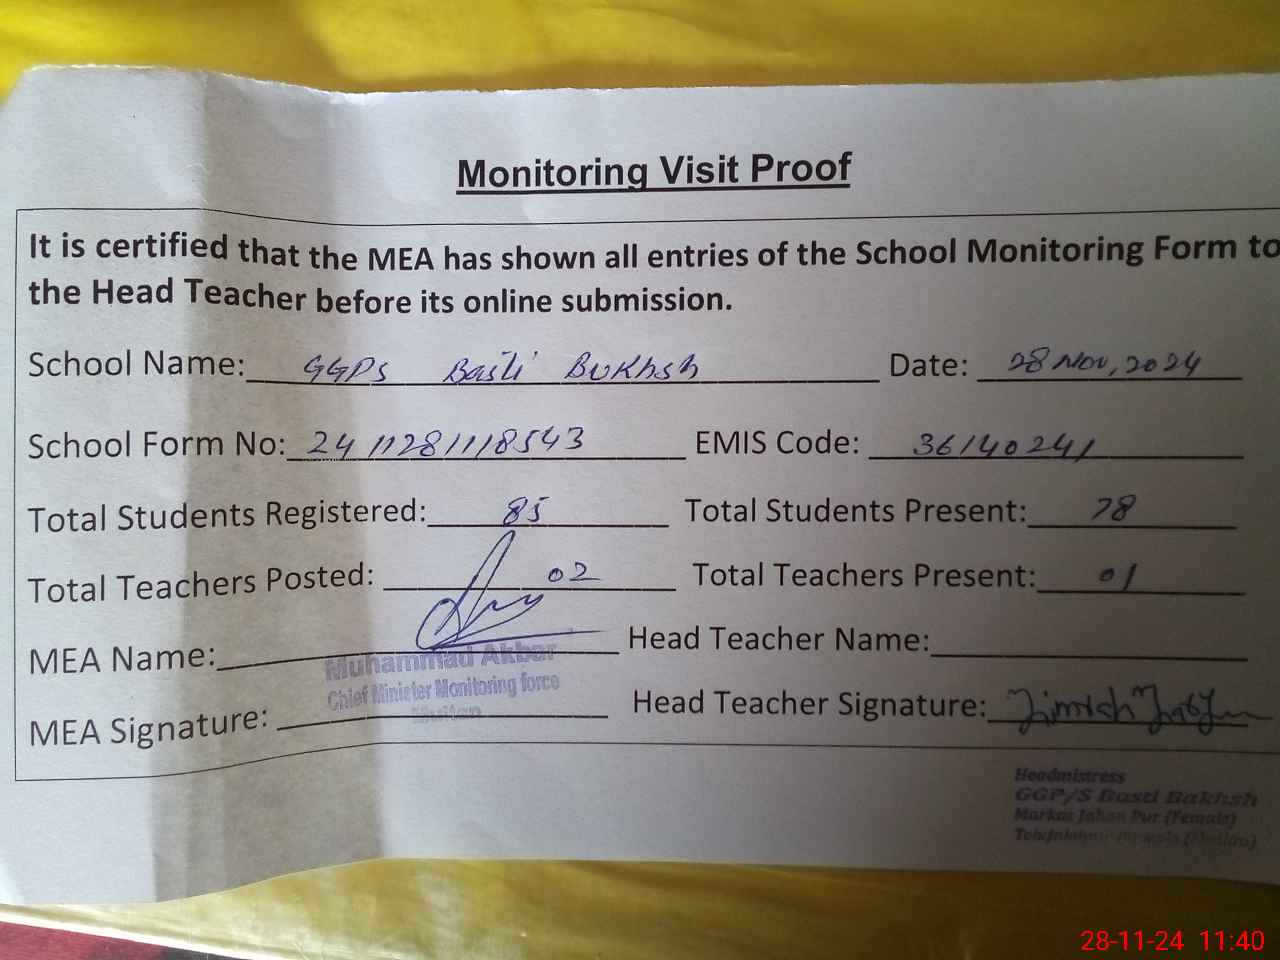 Monitoring Visit Proof
It is certified that the MEA has shown all entries of the School Monitoring Form to
the Head Teacher before its online submission.
School Name: GGPS Basti Bukhsh Date: 28 Nov, 2024
School Form No: 2411281118543 EMIS Code: 36140241
Total Students Registered: 85 Total Students Present: 78
Total Teachers Posted: 02 Total Teachers Present: 01
MEA Name: Head Teacher Name:
Muhammad Akbar
Chief Minister Monitoring force
Multan
MEA Signature: Head Teacher Signature:
Headmistress
GGP/S Basti Bakhsh
Markaz Jahan Pur (Female)
28-11-24 11:40